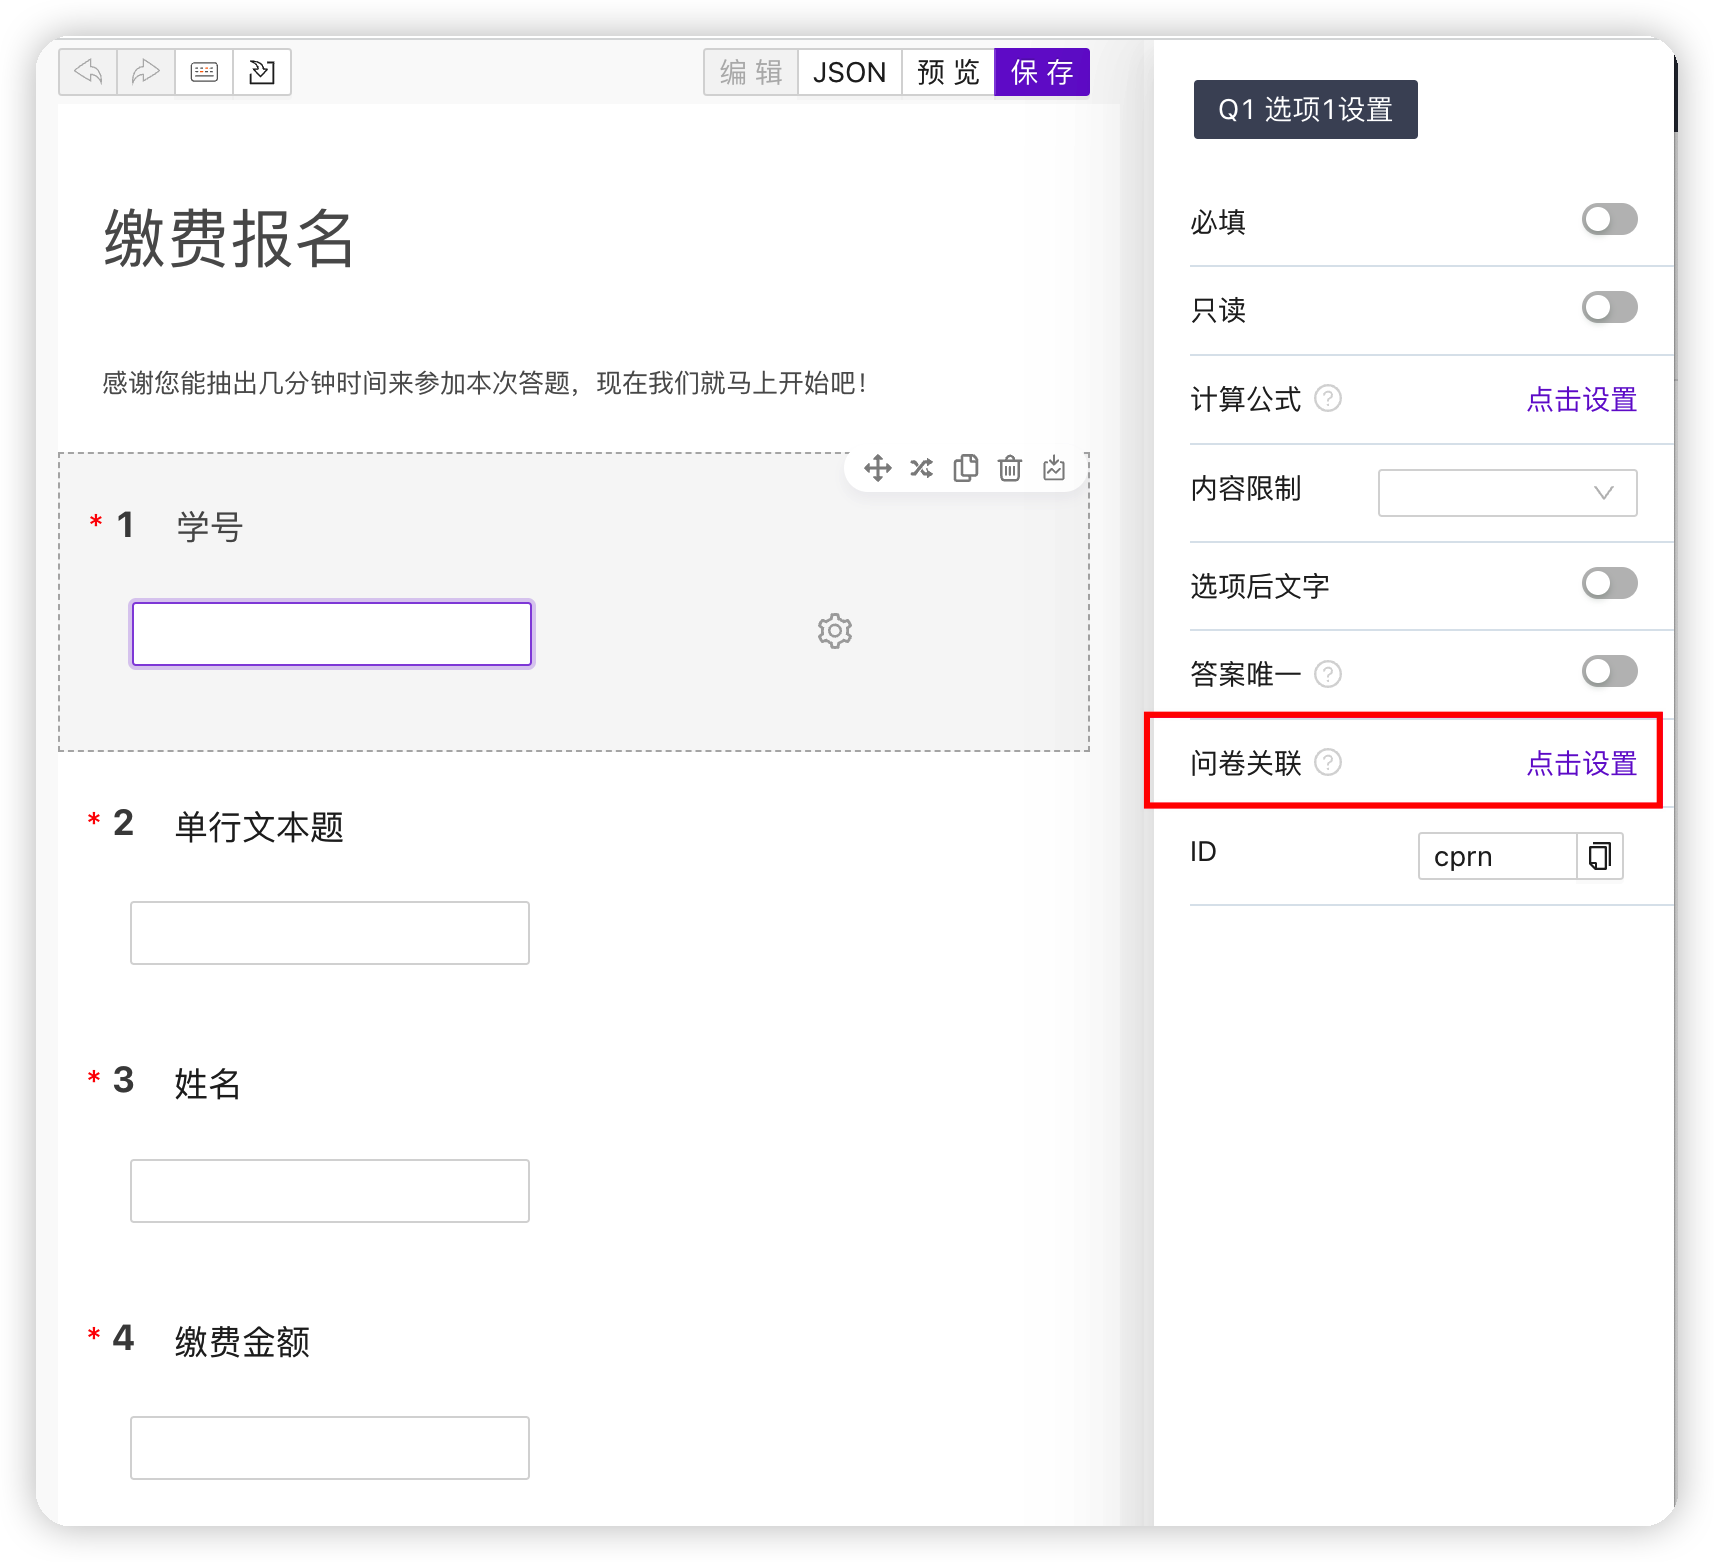 编 辑 JSON 预 览 保 存
缴费报名
感谢您能抽出几分钟时间来参加本次答题，现在我们就马上开始吧！
* 1 学号
* 2 单行文本题
* 3 姓名
* 4 缴费金额
Q1 选项1设置
必填
只读
计算公式 ? 点击设置
内容限制
选项后文字
答案唯一 ?
问卷关联 ? 点击设置
ID cprn